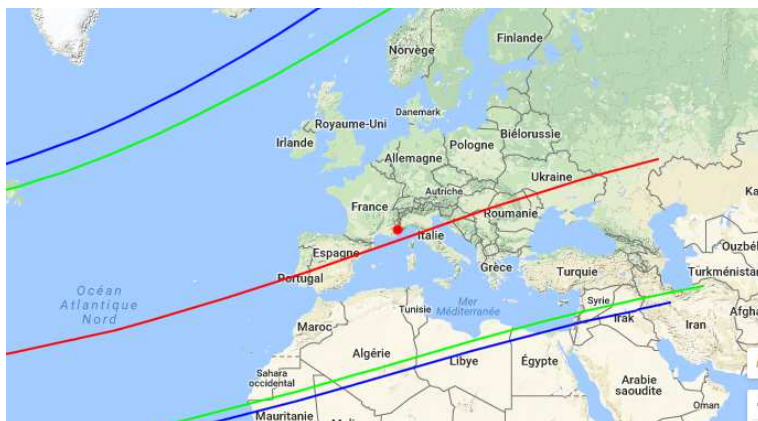 Finlande
Norvège
Danemark
Royaume-Uni
Irlande
Biélorussie
Pologne
Allemagne
Ukraine
Autriche
France
Roumanie
Italie
Espagne
Portugal
Grèce
Turquie
Ouzbéki
Turkménistan
Océan
Atlantique
Nord
Mer
Méditerranée
Syrie
Tunisie
Maroc
Irak
Iran
Afgha
Algérie
Libye
Égypte
Sahara
occidental
Arabie
saoudite
Oman
Mauritanie